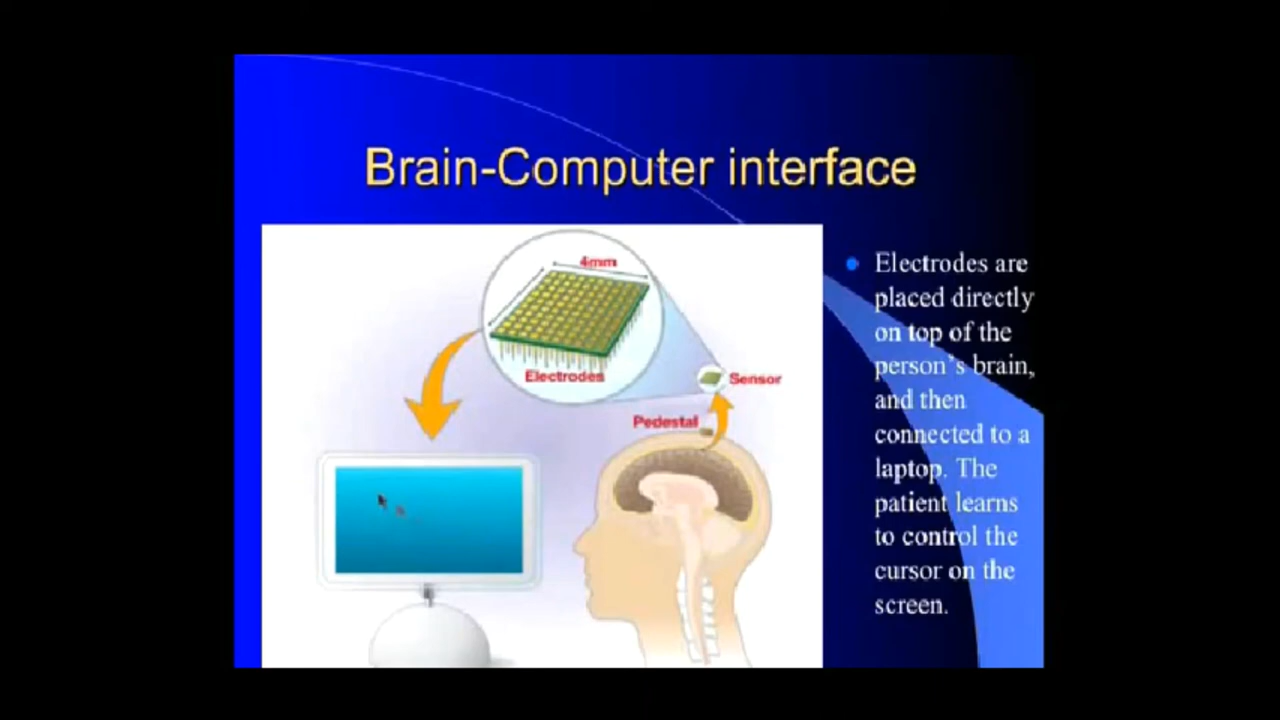 Brain-Computer interface
4mm
Electrodes
Sensor
Pedestal
Electrodes are
placed directly
on top of the
person's brain,
and then
connected to a
laptop. The
patient learns
to control the
cursor on the
screen.